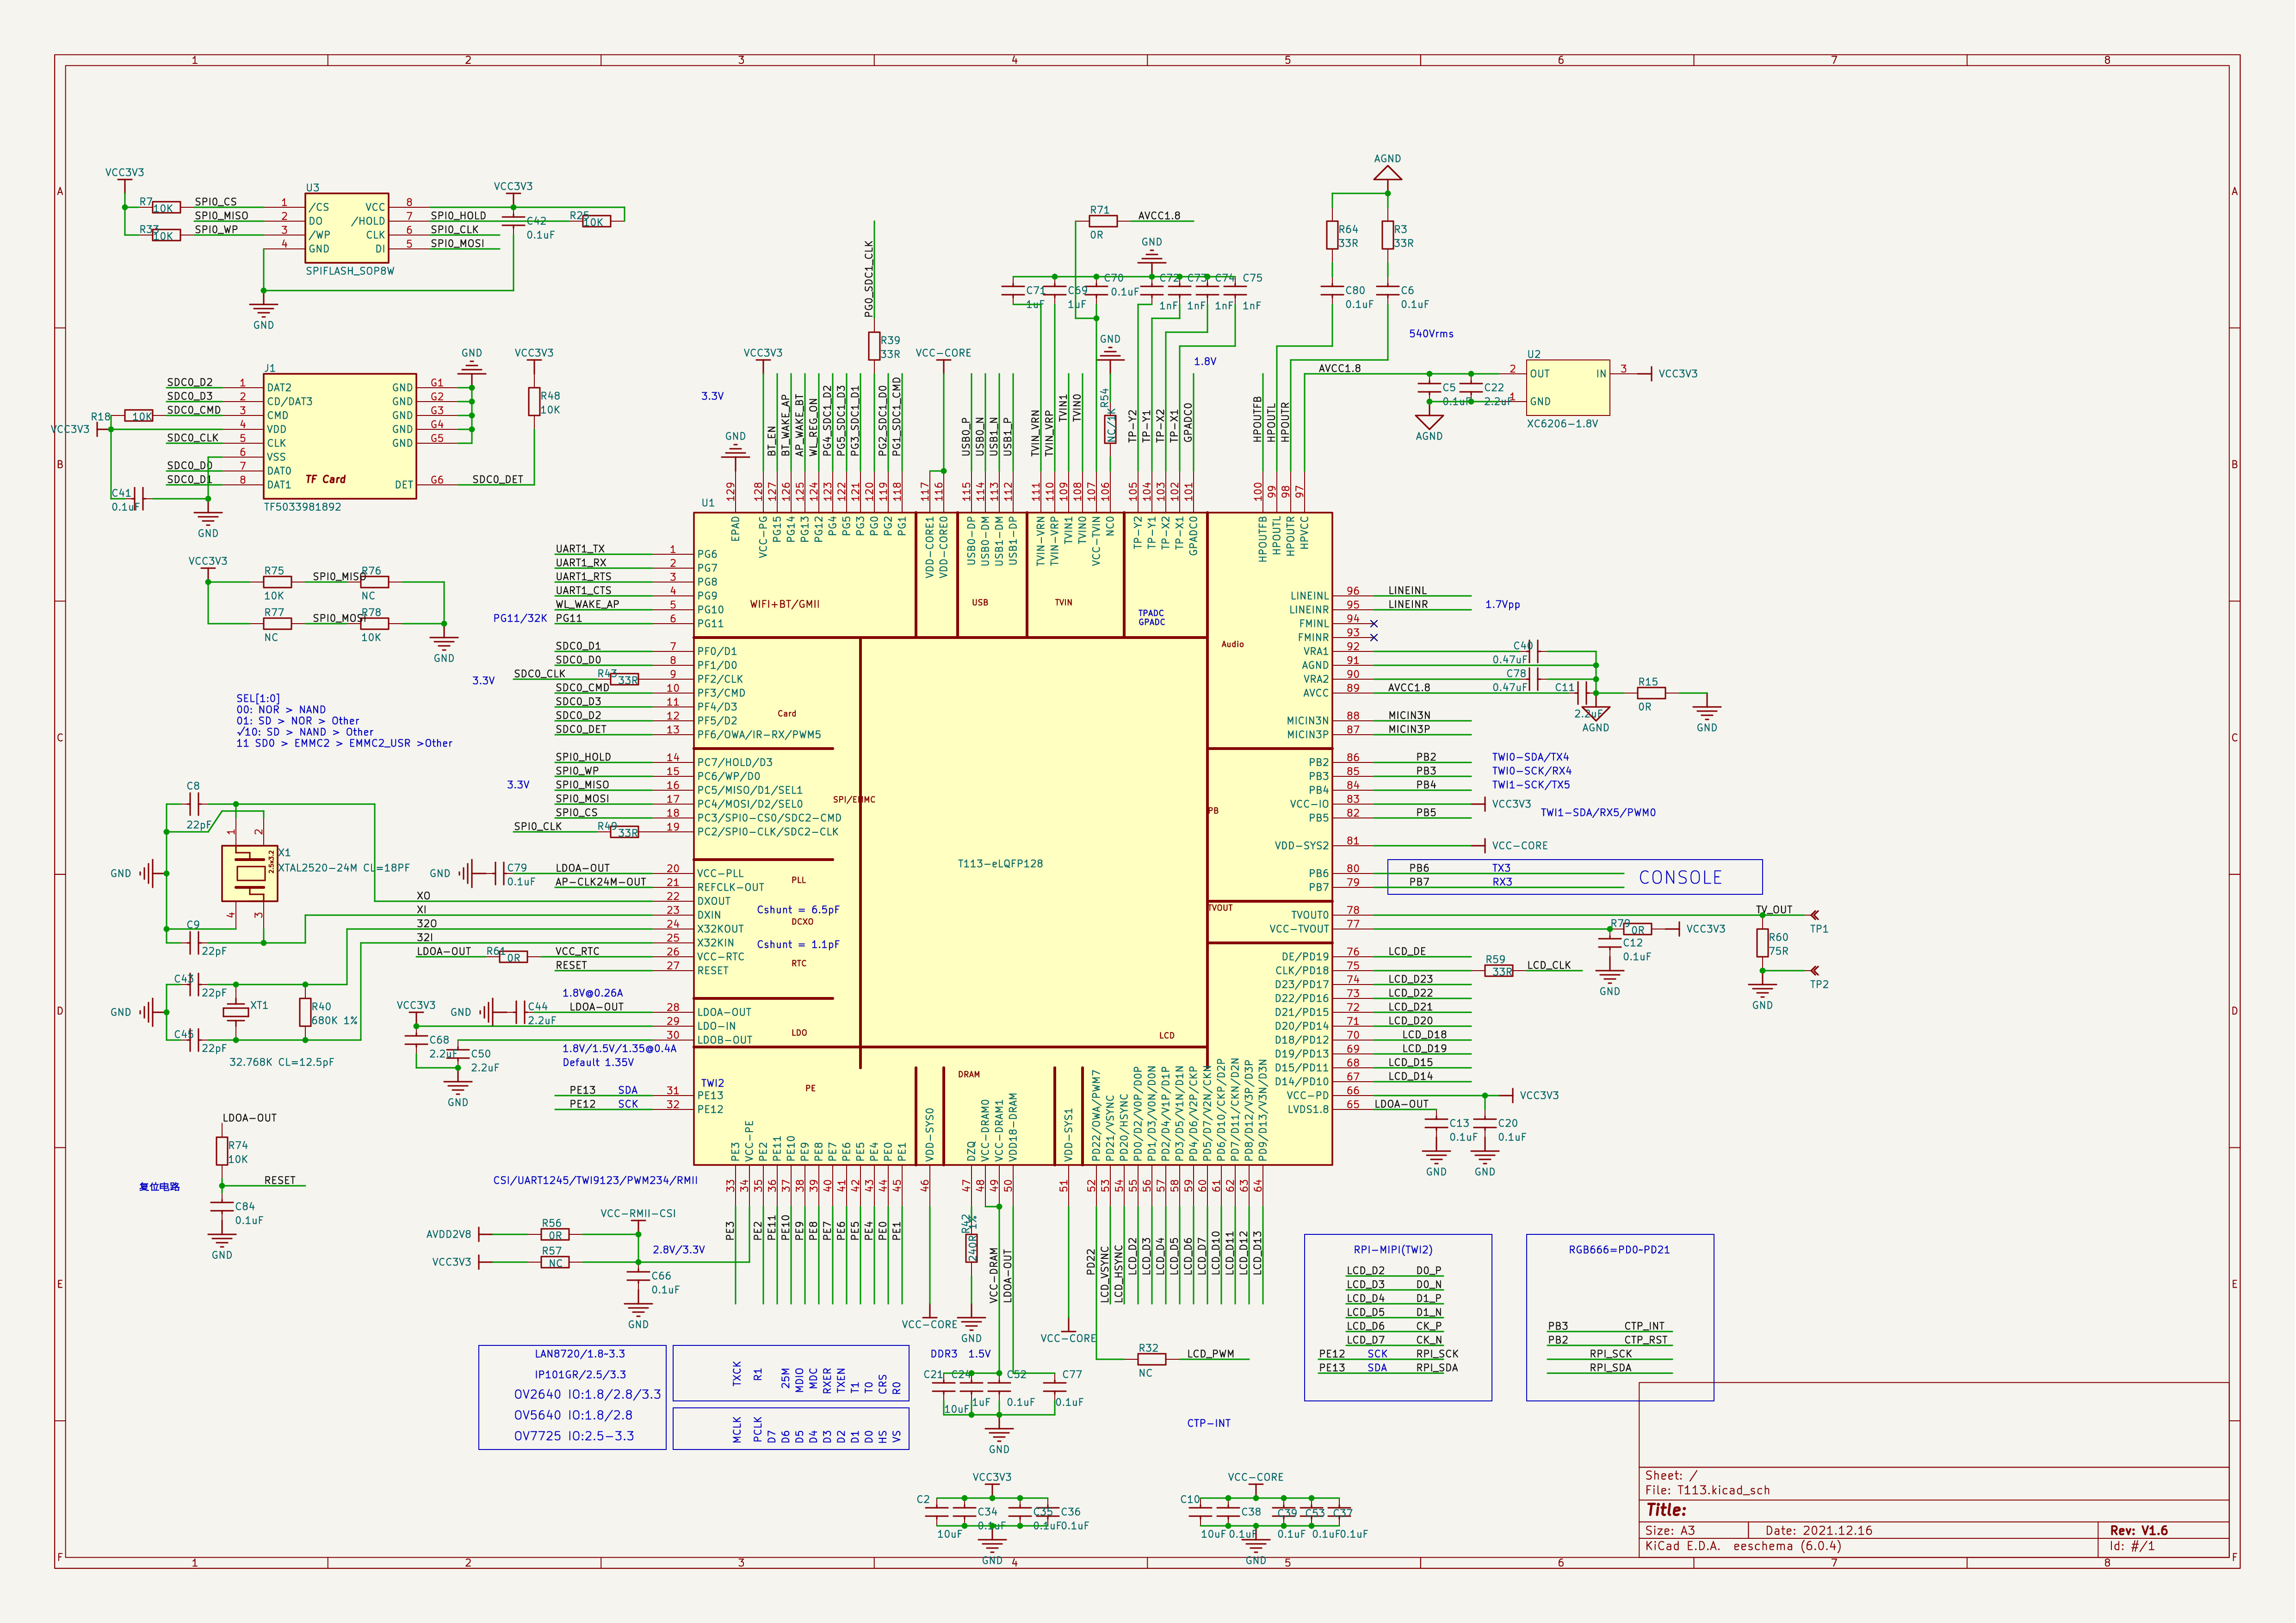 1 2 3 4 5 6 7 8
A B C D E F
VCC3V3
R7 10K SPI0_CS
SPI0_MISO
R33 10K SPI0_WP
U3
1 /CS VCC 8
2 DO /HOLD 7 SPI0_HOLD
3 /WP CLK 6 SPI0_CLK
4 GND DI 5 SPI0_MOSI
SPIFLASH_SOP8W
VCC3V3
C42
0.1uF
R25
10K
GND
J1
SDC0_D2 1 DAT2 GND G1
SDC0_D3 2 CD/DAT3 GND G2
R18 10K SDC0_CMD 3 CMD GND G3
VCC3V3 4 VDD GND G4
SDC0_CLK 5 CLK GND G5
6 VSS
SDC0_D0 7 DAT0
SDC0_D1 8 DAT1 TF Card DET G6 SDC0_DET
TF5033981892
C41
0.1uF
GND
GND
VCC3V3
R48
10K
VCC3V3
R75 SPI0_MISO R76
10K NC
R77 SPI0_MOSI R78
NC 10K
GND
SEL[1:0]
00: NOR > NAND
01: SD > NOR > Other
√10: SD > NAND > Other
11 SD0 > EMMC2 > EMMC2_USR >Other
C8
22pF
GND
1 2 4 3
2.5x3.2
X1
XTAL2520-24M CL=18PF
C9
22pF
C43
22pF
GND
XT1
R40
680K 1%
C45
22pF
32.768K CL=12.5pF
LDOA-OUT
R74
10K
RESET
复位电路
C84
0.1uF
GND
PG0_SDC1_CLK
R39
33R
R71
0R
AVCC1.8
GND
C71
1uF
C69
1uF
C70
0.1uF
C72
1nF
C73
1nF
C74
1nF
C75
1nF
AGND
R64
33R
R3
33R
C80
0.1uF
C6
0.1uF
540Vrms
AVCC1.8
C5
0.1uF
C22
2.2uF
AGND
U2
2 OUT IN 3 VCC3V3
1 GND
XC6206-1.8V
3.3V
1.8V
GND
VCC3V3
VCC-CORE
GND
R54
NC/1K
BT_EN
BT_WAKE_AP
AP_WAKE_BT
WL_REG_ON
PG4_SDC1_D2
PG5_SDC1_D3
PG3_SDC1_D1
PG2_SDC1_D0
PG1_SDC1_CMD
USB0_P
USB0_N
USB1_N
USB1_P
TVIN_VRN
TVIN_VRP
TVIN1
TVIN0
TP-Y2
TP-Y1
TP-X2
TP-X1
GPADC0
HPOUTFB
HPOUTL
HPOUTR
U1
129 EPAD
128 VCC-PG
127 PG15
126 PG14
125 PG13
124 PG12
123 PG4
122 PG5
121 PG3
120 PG0
119 PG2
118 PG1
117 VDD-CORE1
116 VDD-CORE0
115 USB0-DP
114 USB0-DM
113 USB1-DM
112 USB1-DP
111 TVIN-VRN
110 TVIN-VRP
109 TVIN1
108 TVIN0
107 VCC-TVIN
106 NC0
105 TP-Y2
104 TP-Y1
103 TP-X2
102 TP-X1
101 GPADC0
100 HPOUTFB
99 HPOUTL
98 HPOUTR
97 HPVCC
UART1_TX 1 PG6
UART1_RX 2 PG7
UART1_RTS 3 PG8
UART1_CTS 4 PG9
WL_WAKE_AP 5 PG10
PG11/32K PG11 6 PG11
SDC0_D1 7 PF0/D1
SDC0_D0 8 PF1/D0
SDC0_CLK R43 33R 9 PF2/CLK
3.3V
SDC0_CMD 10 PF3/CMD
SDC0_D3 11 PF4/D3
SDC0_D2 12 PF5/D2
SDC0_DET 13 PF6/OWA/IR-RX/PWM5
SPI0_HOLD 14 PC7/HOLD/D3
SPI0_WP 15 PC6/WP/D0
3.3V
SPI0_MISO 16 PC5/MISO/D1/SEL1
SPI0_MOSI 17 PC4/MOSI/D2/SEL0
SPI0_CS 18 PC3/SPI0-CS0/SDC2-CMD
SPI0_CLK R49 33R 19 PC2/SPI0-CLK/SDC2-CLK
GND C79 0.1uF LDOA-OUT 20 VCC-PLL
AP-CLK24M-OUT 21 REFCLK-OUT
XO 22 DXOUT
XI 23 DXIN
32O 24 X32KOUT
32I 25 X32KIN
LDOA-OUT R61 0R VCC_RTC 26 VCC-RTC
RESET 27 RESET
1.8V@0.26A
GND C44 2.2uF LDOA-OUT 28 LDOA-OUT
VCC3V3 29 LDO-IN
30 LDOB-OUT
C68
2.2uF
C50
2.2uF
GND
1.8V/1.5V/1.35@0.4A
Default 1.35V
TWI2
PE13 SDA 31 PE13
PE12 SCK 32 PE12
WIFI+BT/GMII
USB
TVIN
TPADC
GPADC
Audio
Card
SPI/EMMC
PB
T113-eLQFP128
PLL
Cshunt = 6.5pF
DCXO
Cshunt = 1.1pF
RTC
LDO
TVOUT
LCD
PE
DRAM
LINEINL 96 LINEINL
LINEINR 95 LINEINR
1.7Vpp
FMINL 94
FMINR 93
VRA1 92
AGND 91
VRA2 90
AVCC 89 AVCC1.8
C40
0.47uF
C78
0.47uF
C11
2.2uF
AGND
R15
0R
GND
MICIN3N 88 MICIN3N
MICIN3P 87 MICIN3P
PB2 86 PB2 TWI0-SDA/TX4
PB3 85 PB3 TWI0-SCK/RX4
PB4 84 PB4 TWI1-SCK/TX5
VCC-IO 83 VCC3V3
PB5 82 PB5 TWI1-SDA/RX5/PWM0
VDD-SYS2 81 VCC-CORE
PB6 80 PB6 TX3
PB7 79 PB7 RX3
CONSOLE
TVOUT0 78 TV_OUT TP1
VCC-TVOUT 77 R79 0R VCC3V3
C12
0.1uF
GND
R60
75R
GND
TP2
DE/PD19 76 LCD_DE
CLK/PD18 75 R59 33R LCD_CLK
D23/PD17 74 LCD_D23
D22/PD16 73 LCD_D22
D21/PD15 72 LCD_D21
D20/PD14 71 LCD_D20
D18/PD12 70 LCD_D18
D19/PD13 69 LCD_D19
D15/PD11 68 LCD_D15
D14/PD10 67 LCD_D14
VCC-PD 66 VCC3V3
LVDS1.8 65 LDOA-OUT
C13
0.1uF
GND
C20
0.1uF
GND
PE3 33 PE3
VCC-PE 34
PE2 35 PE2
PE11 36 PE11
PE10 37 PE10
PE9 38 PE9
PE8 39 PE8
PE7 40 PE7
PE6 41 PE6
PE5 42 PE5
PE4 43 PE4
PE0 44 PE0
PE1 45 PE1
VDD-SYS0 46 VCC-CORE
DZQ 47
VCC-DRAM0 48
VCC-DRAM1 49 VCC-DRAM
VDD18-DRAM 50 LDOA-OUT
VDD-SYS1 51 VCC-CORE
PD22/OWA/PWM7 52 PD22
PD21/VSYNC 53 LCD_VSYNC
PD20/HSYNC 54 LCD_HSYNC
PD0/D2/V0P/D0P 55 LCD_D2
PD1/D3/V0N/D0N 56 LCD_D3
PD2/D4/V1P/D1P 57 LCD_D4
PD3/D5/V1N/D1N 58 LCD_D5
PD4/D6/V2P/CKP 59 LCD_D6
PD5/D7/V2N/CKN 60 LCD_D7
PD6/D10/CKP/D2P 61 LCD_D10
PD7/D11/CKN/D2N 62 LCD_D11
PD8/D12/V3P/D3P 63 LCD_D12
PD9/D13/V3N/D3N 64 LCD_D13
CSI/UART1245/TWI9123/PWM234/RMII
VCC-RMII-CSI
AVDD2V8 R56 0R
2.8V/3.3V
VCC3V3 R57 NC
C66
0.1uF
GND
R42
240R 1%
GND
R32
NC
LCD_PWM
DDR3 1.5V
C21
10uF
C24
1uF
C52
0.1uF
C77
0.1uF
GND
CTP-INT
LAN8720/1.8~3.3
IP101GR/2.5/3.3
OV2640 IO:1.8/2.8/3.3
OV5640 IO:1.8/2.8
OV7725 IO:2.5-3.3
TXCK R1 25M MDIO MDC RXER TXEN T1 T0 CRS R0
MCLK PCLK D7 D6 D5 D4 D3 D2 D1 D0 HS VS
RPI-MIPI(TWI2)
LCD_D2 D0_P
LCD_D3 D0_N
LCD_D4 D1_P
LCD_D5 D1_N
LCD_D6 CK_P
LCD_D7 CK_N
PE12 SCK RPI_SCK
PE13 SDA RPI_SDA
RGB666=PD0~PD21
PB3 CTP_INT
PB2 CTP_RST
RPI_SCK
RPI_SDA
VCC3V3
C2
10uF
C34
0.1uF
C35
0.1uF
C36
0.1uF
GND
VCC-CORE
C10
10uF
C38
0.1uF
C39
0.1uF
C53
0.1uF
C37
0.1uF
GND
Sheet: /
File: T113.kicad_sch
Title:
Size: A3 Date: 2021.12.16 Rev: V1.6
KiCad E.D.A. eeschema (6.0.4) Id: #/1
1 2 3 4 5 6 7 8
A B C D E F